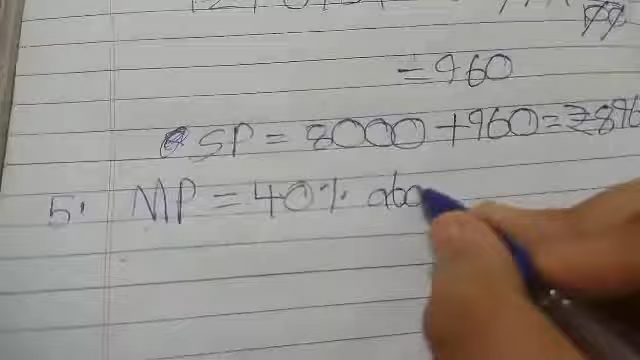 = 960
SP = 8000 + 960 = ₹896
5. MP = 40% abo